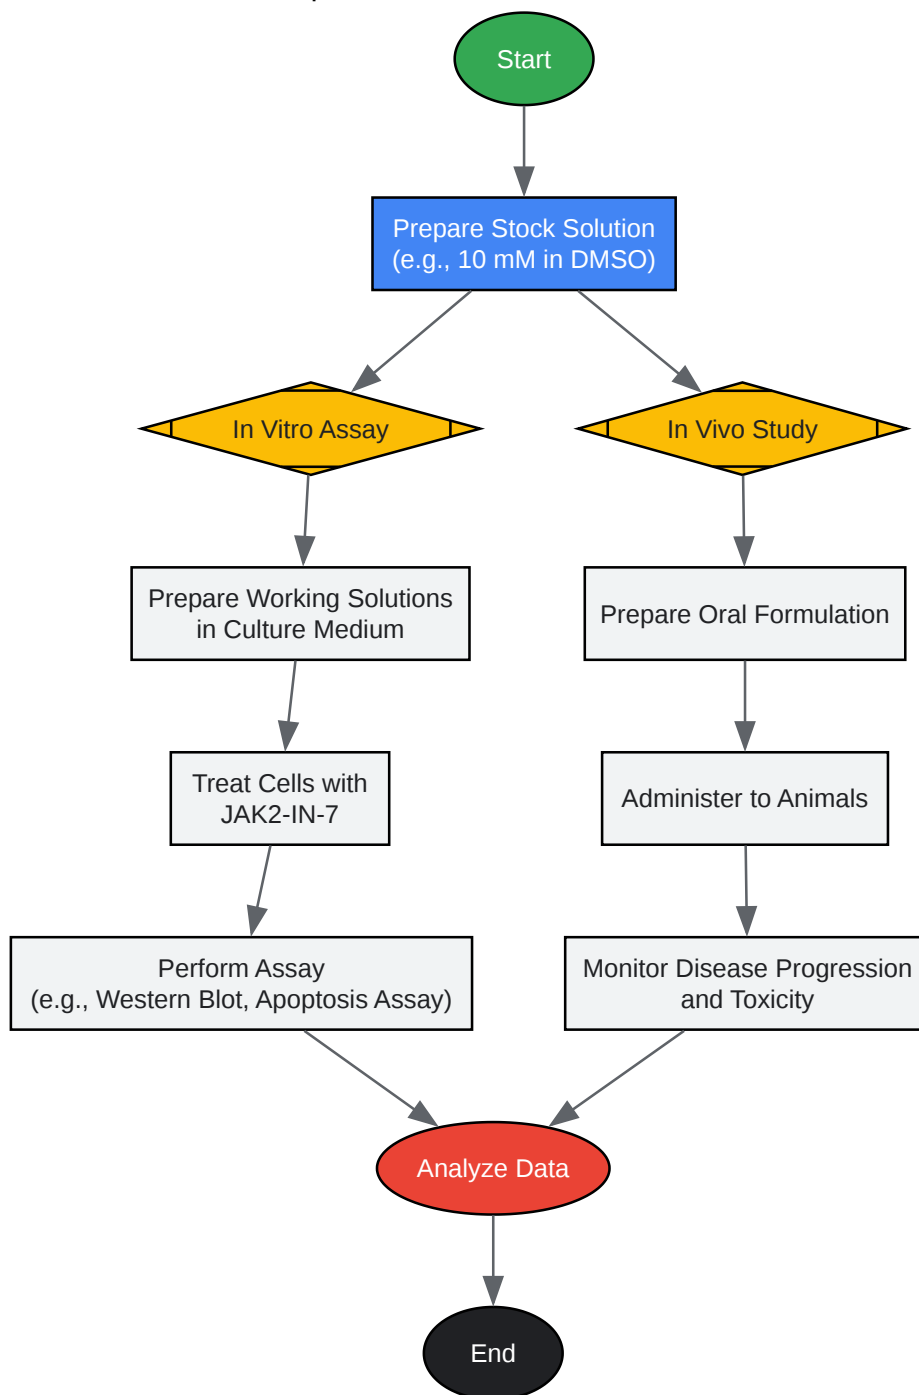 Start
Prepare Stock Solution
(e.g., 10 mM in DMSO)
In Vitro Assay
In Vivo Study
Prepare Working Solutions
in Culture Medium
Prepare Oral Formulation
Treat Cells with
JAK2-IN-7
Administer to Animals
Perform Assay
(e.g., Western Blot, Apoptosis Assay)
Monitor Disease Progression
and Toxicity
Analyze Data
End